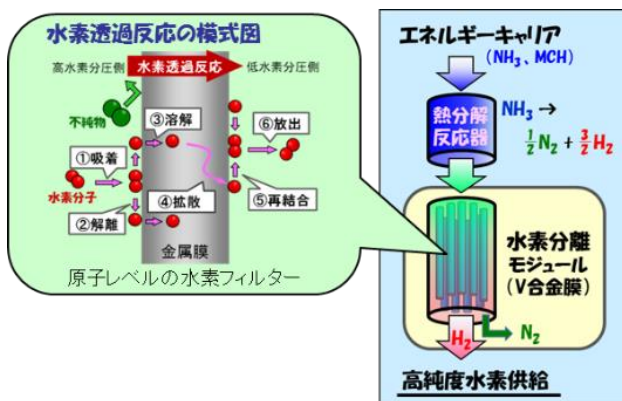 水素透過反応の模式図
高水素分圧側
水素透過反応
低水素分圧側
不純物
③溶解
⑥放出
①吸着
水素分子
④拡散
⑤再結合
②解離
金属膜
原子レベルの水素フィルター
エネルギーキャリア
(NH₃、MCH)
熱分解
反応器
NH₃ →
½N₂ + 3/2H₂
水素分離
モジュール
(V合金膜)
H₂
N₂
高純度水素供給